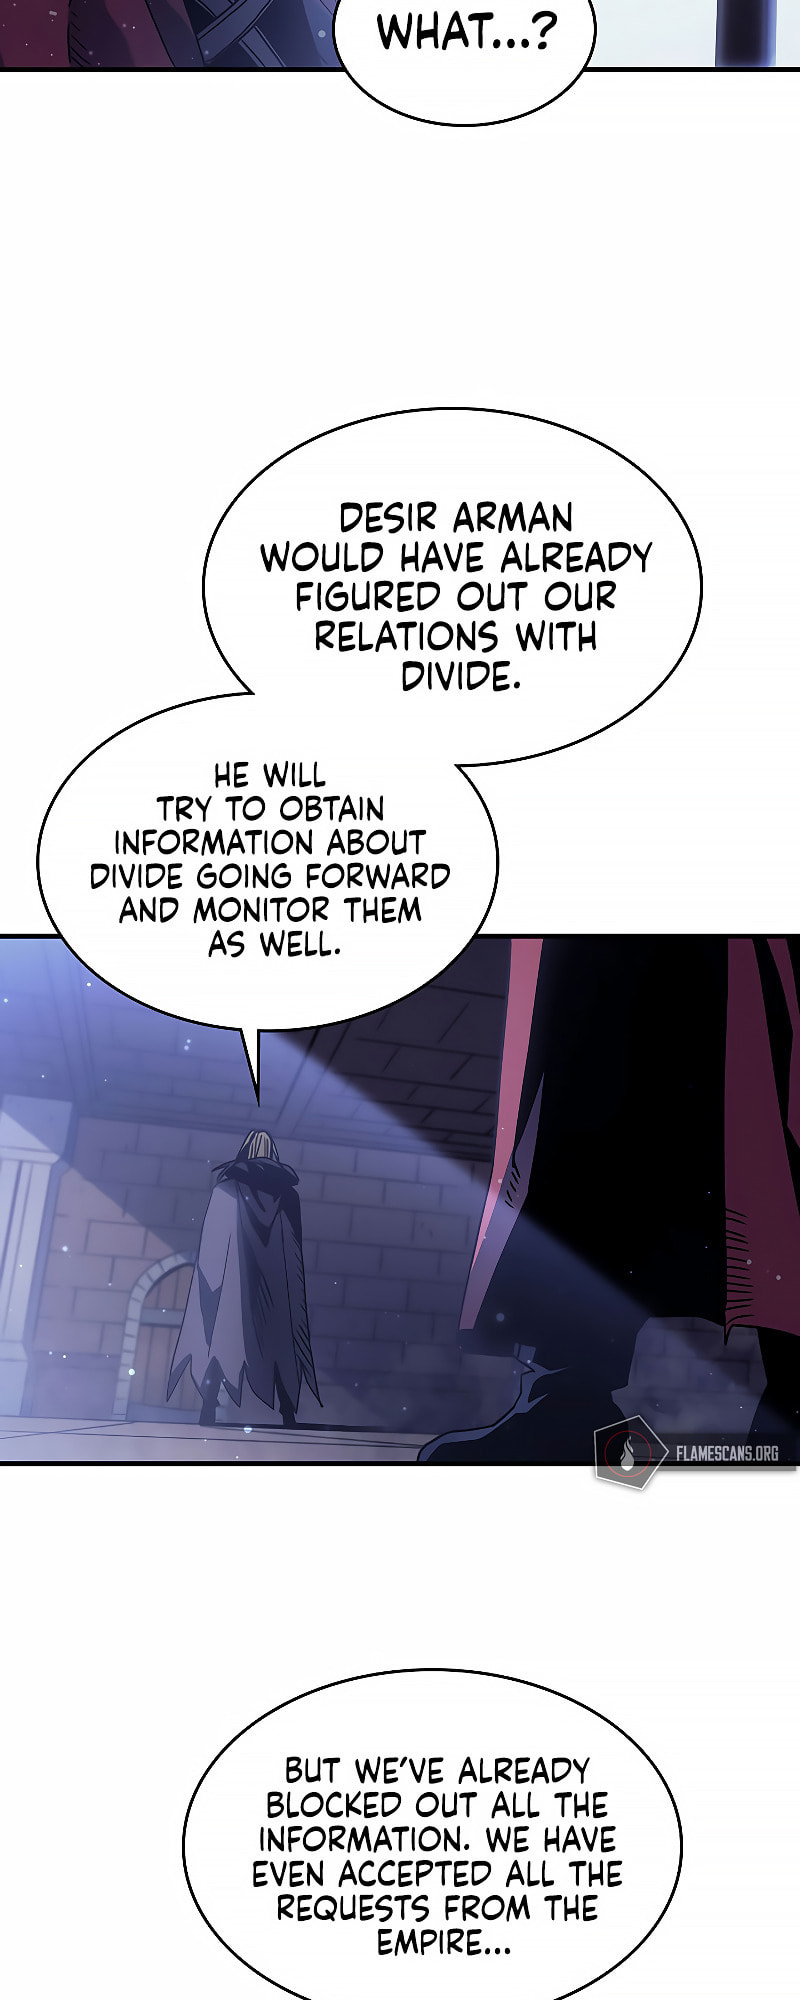 WHAT...?
DESIR ARMAN
WOULD HAVE ALREADY
FIGURED OUT OUR
RELATIONS WITH
DIVIDE.
HE WILL
TRY TO OBTAIN
INFORMATION ABOUT
DIVIDE GOING FORWARD
AND MONITOR THEM
AS WELL.
FLAMESCANS.ORG
BUT WE'VE ALREADY
BLOCKED OUT ALL THE
INFORMATION. WE HAVE
EVEN ACCEPTED ALL THE
REQUESTS FROM THE
EMPIRE...